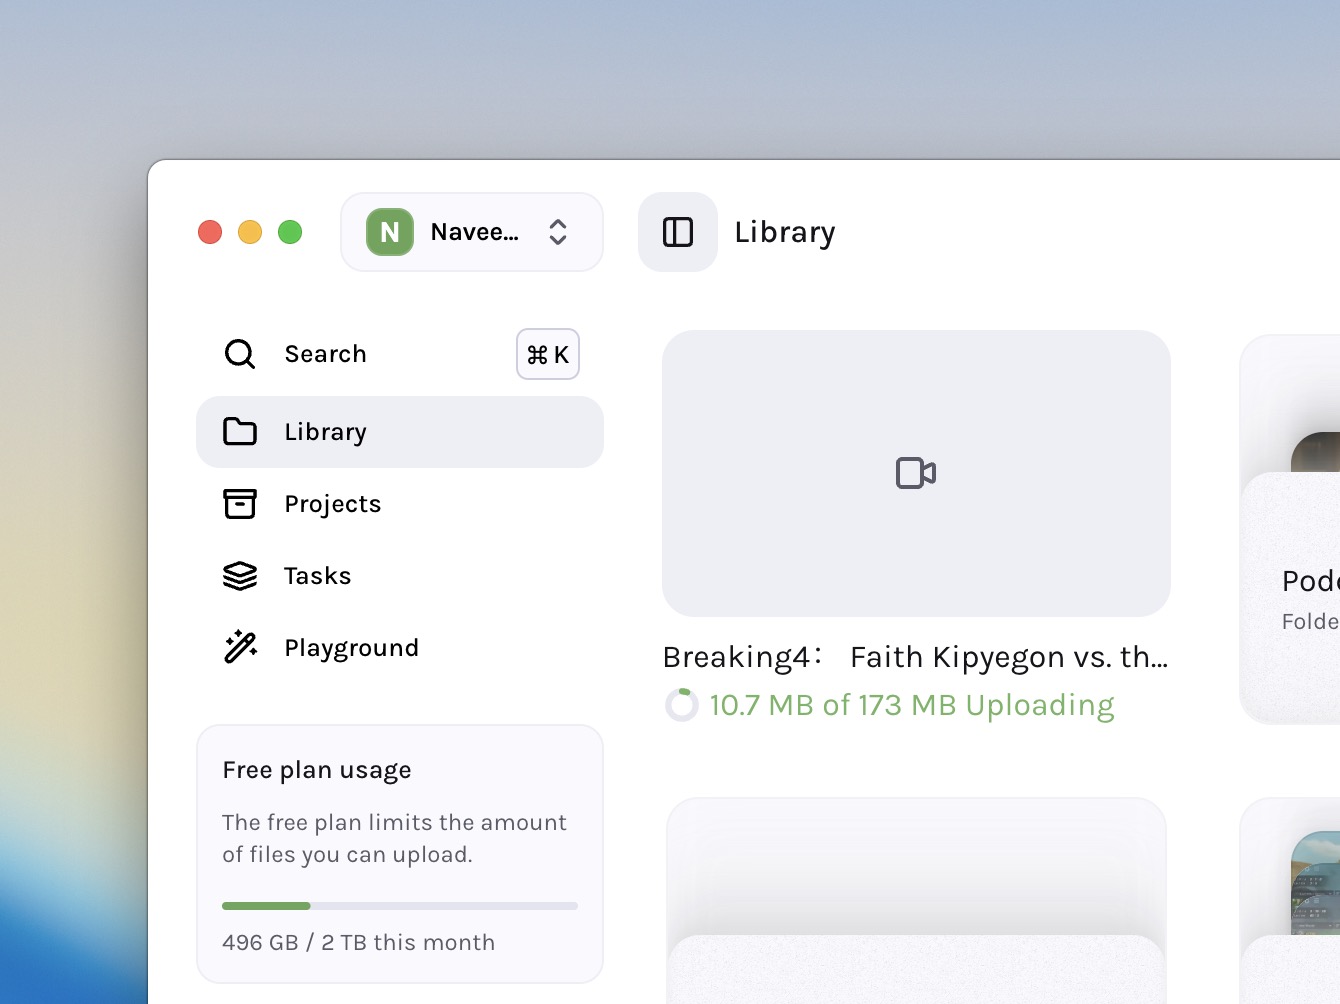 N Navee...
Library
Search ⌘ K
Library
Projects
Tasks
Playground
Free plan usage
The free plan limits the amount
of files you can upload.
496 GB / 2 TB this month
Breaking4： Faith Kipyegon vs. th...
10.7 MB of 173 MB Uploading
Folde